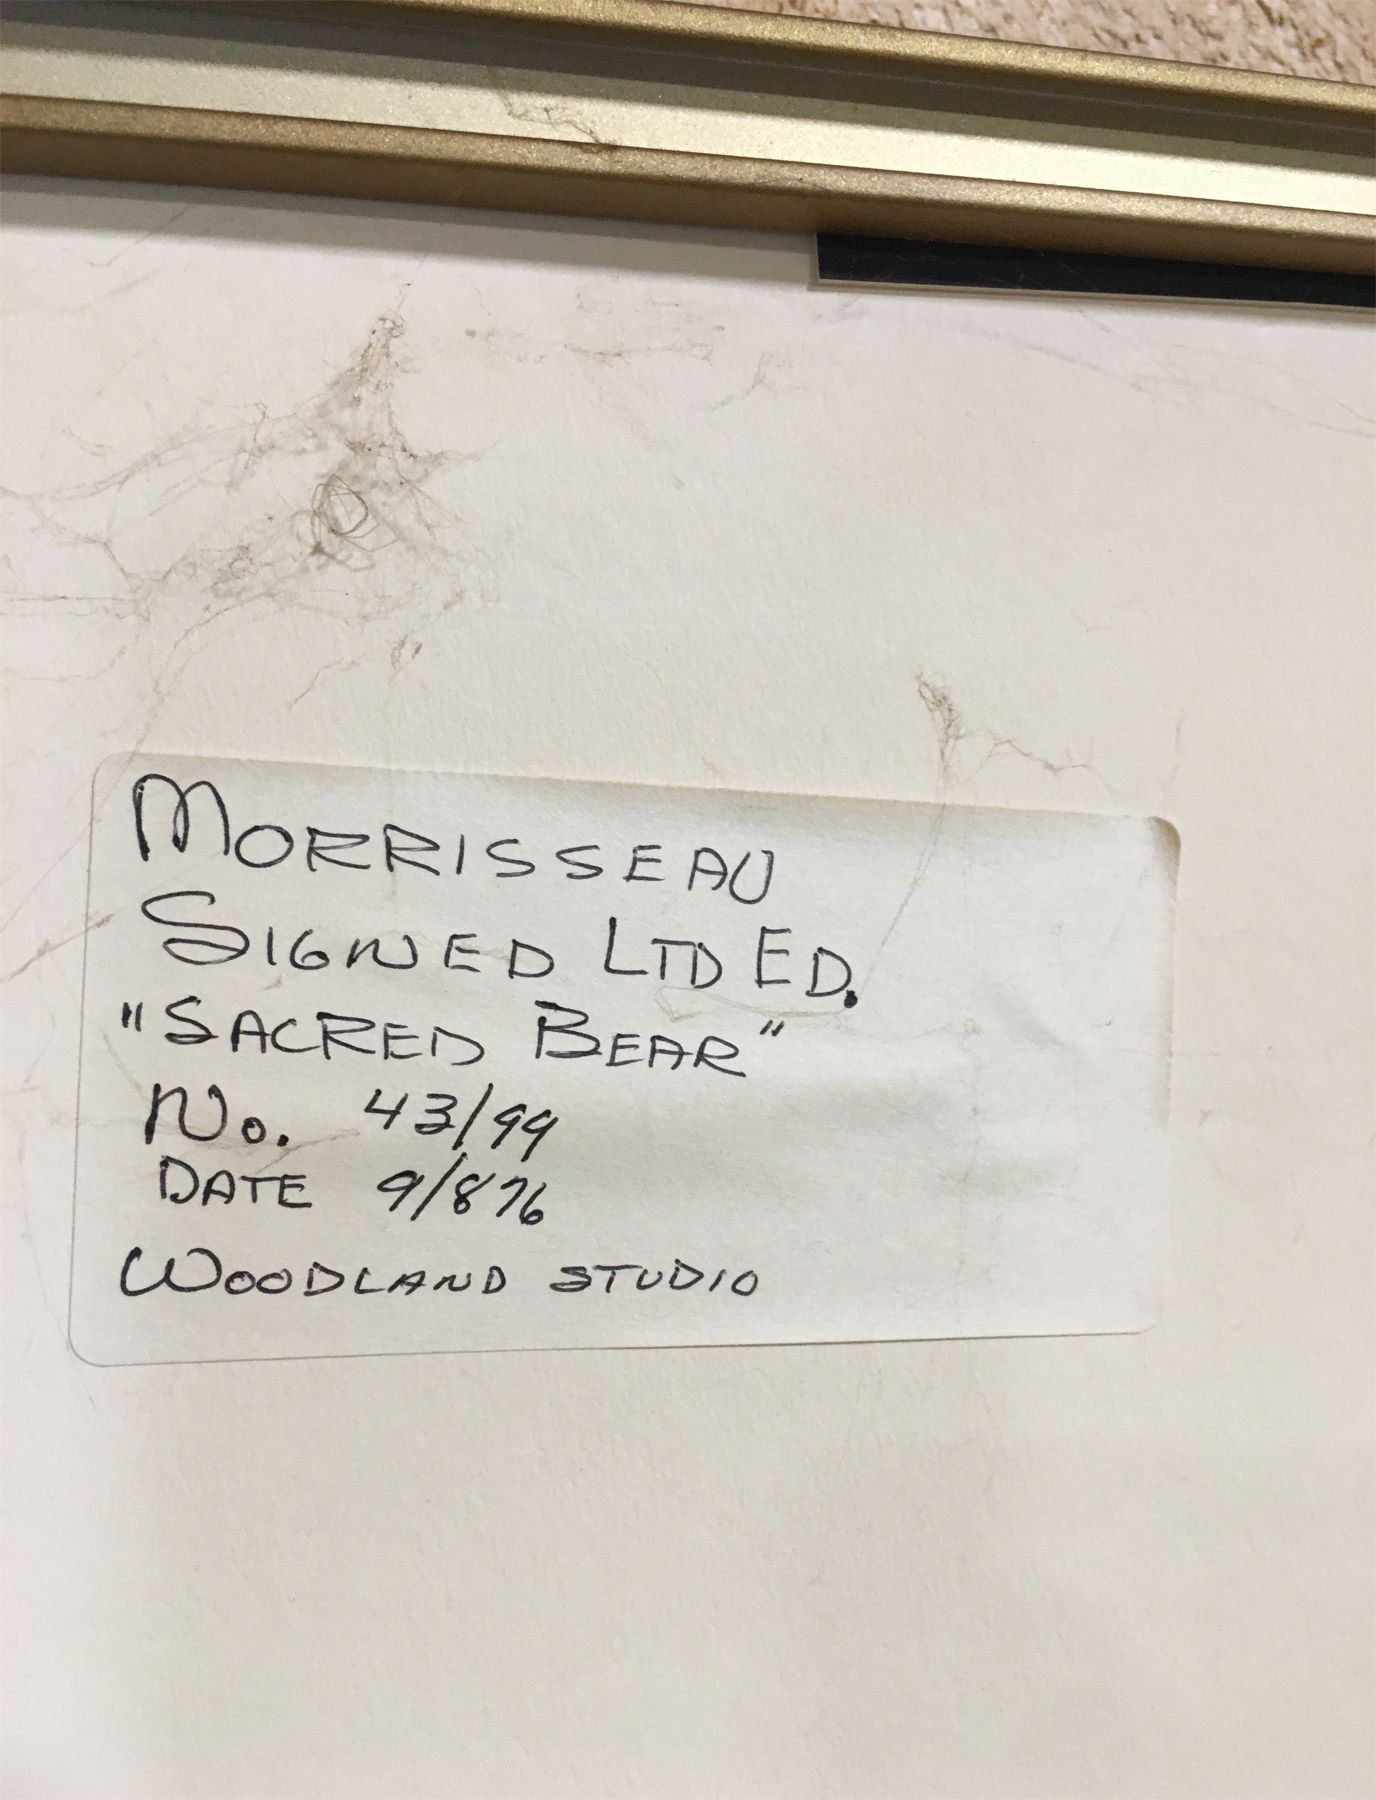 MORRISSEAU
SIGNED LTD ED.
"SACRED BEAR"
No. 43/99
DATE 9/876
WOODLAND STUDIO